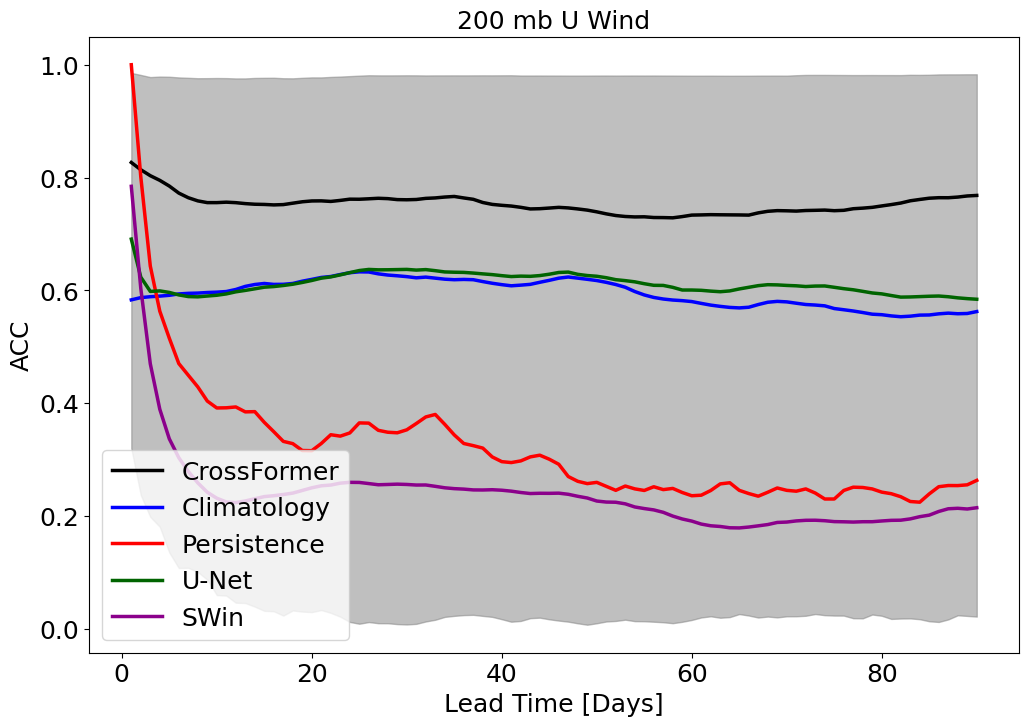 200 mb U Wind
ACC
1.0
0.8
0.6
0.4
0.2
0.0
CrossFormer
Climatology
Persistence
U-Net
SWin
0 20 40 60 80
Lead Time [Days]